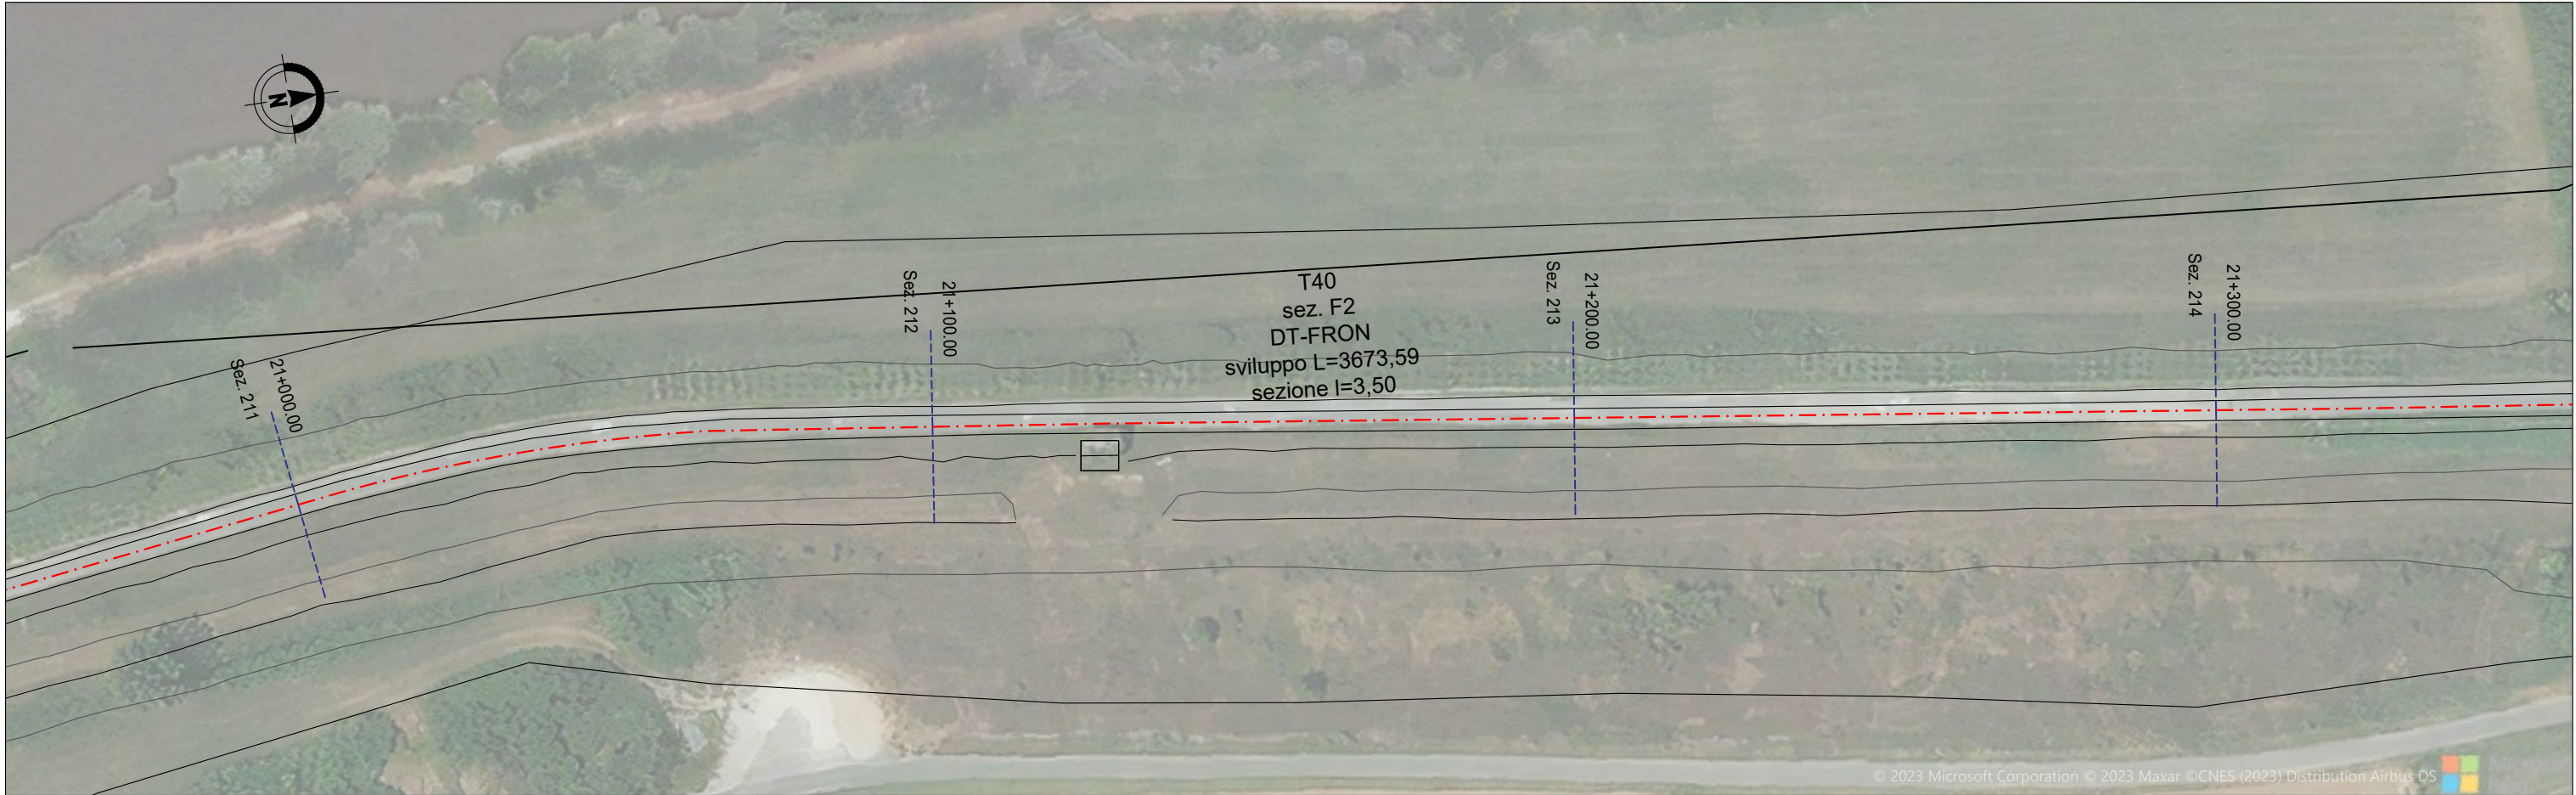 N
Sez. 211
21+000.00
Sez. 212
21+100.00
T40
sez. F2
DT-FRON
sviluppo L=3673,59
sezione l=3,50
Sez. 213
21+200.00
Sez. 214
21+300.00
© 2023 Microsoft Corporation © 2023 Maxar ©CNES (2023) Distribution Airbus DS
Microsoft